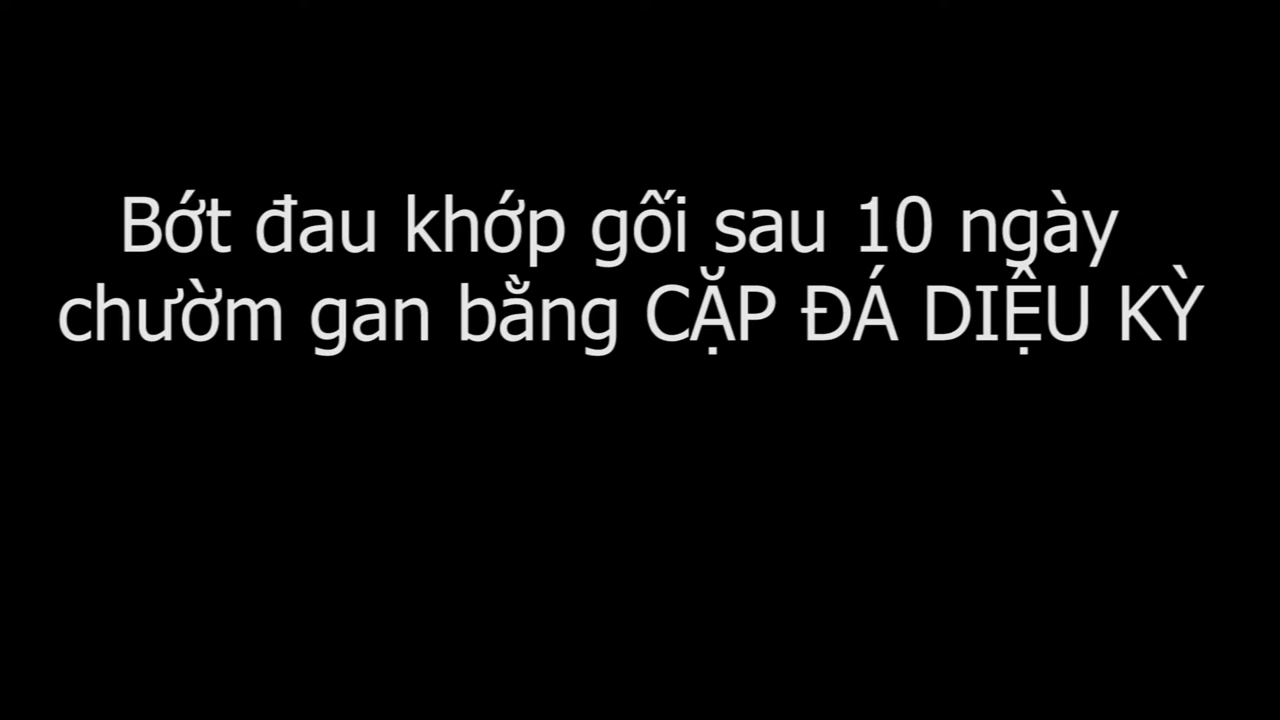 Bớt đau khớp gối sau 10 ngày
chườm gan bằng CẶP ĐÁ DIỆU KỲ